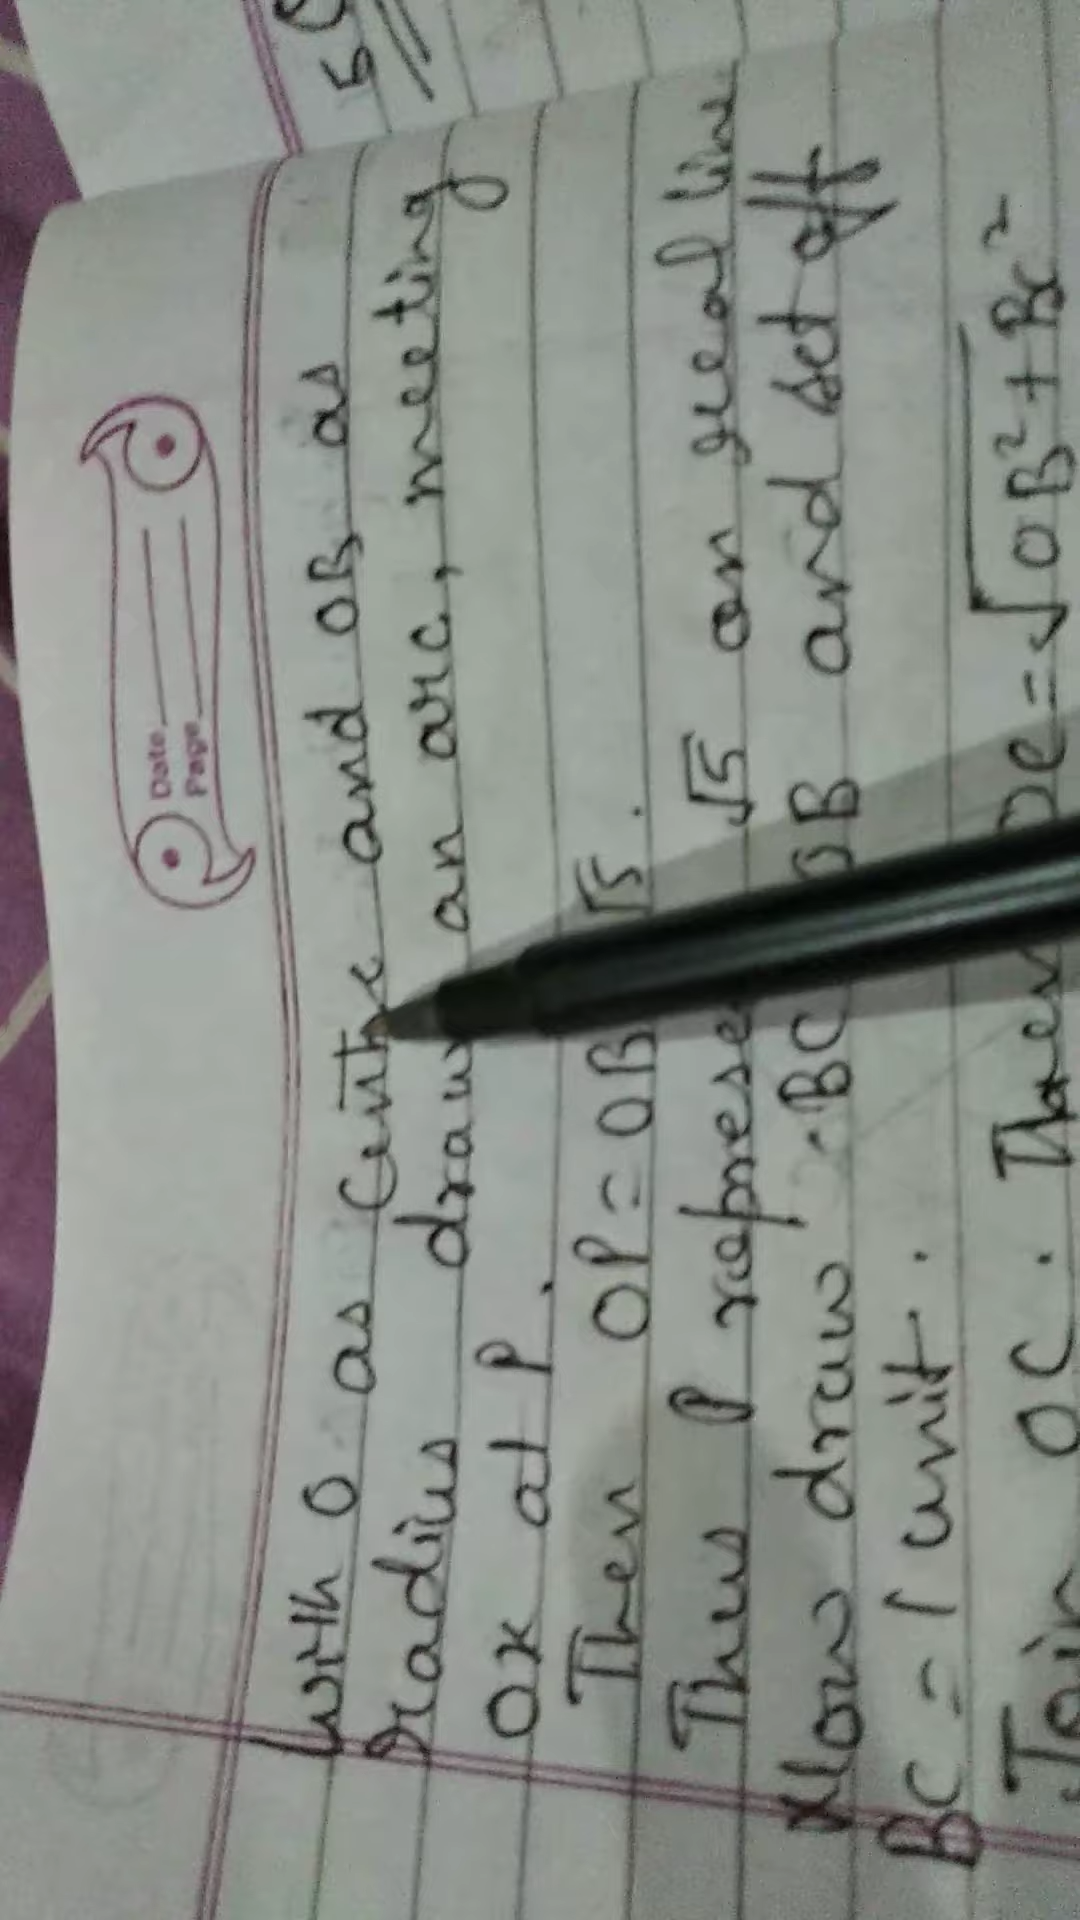 5
Date
Page
With O as Centre and OB as
radius draw an arc, meeting
OX at P.
Then OP = OB √5.
Thus P represe √5 on real line
Now draw BC OB and set off
BC = 1 unit.
Join OC. Then OC = √OB² + BC²